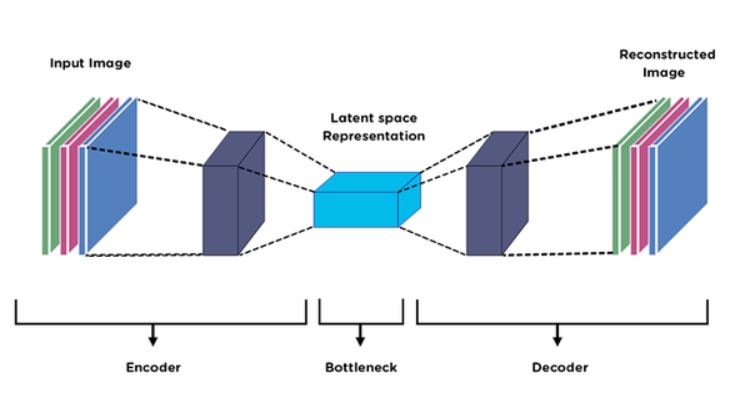 Input Image
Reconstructed
Image
Latent space
Representation
Encoder
Bottleneck
Decoder